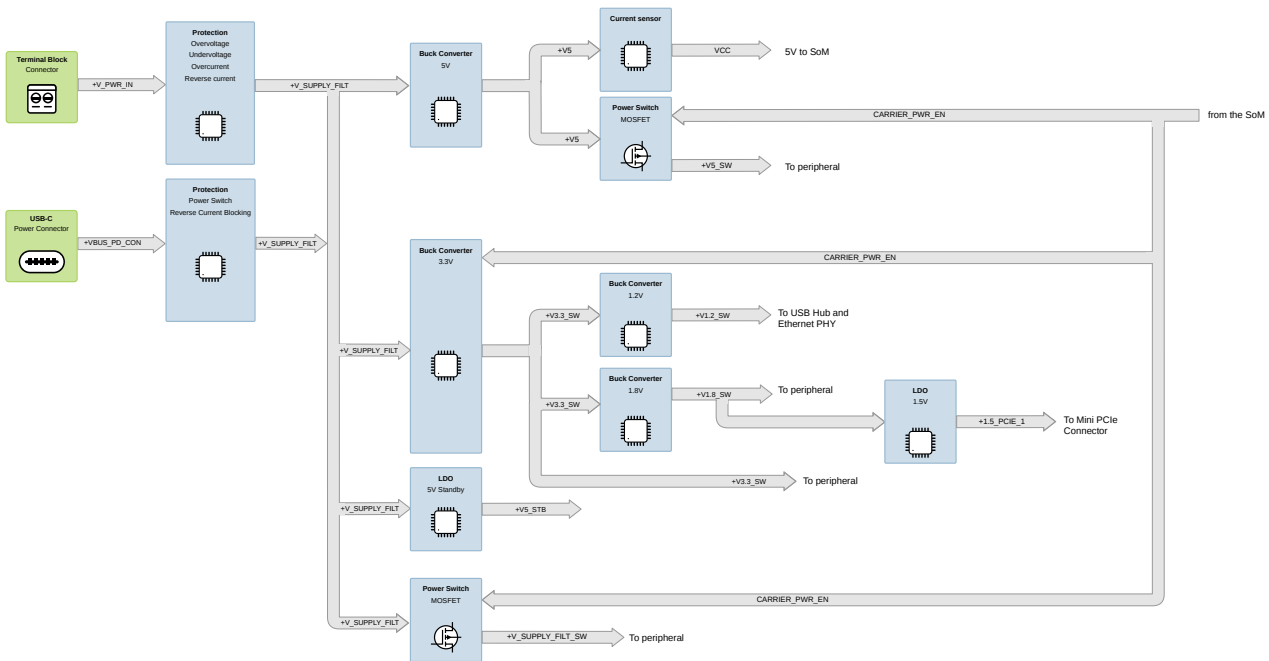 Terminal Block
Connector
+V_PWR_IN
Protection
Overvoltage
Undervoltage
Overcurrent
Reverse current
+V_SUPPLY_FILT
Buck Converter
5V
+V5
Current sensor
VCC
5V to SoM
+V5
Power Switch
MOSFET
CARRIER_PWR_EN
from the SoM
+V5_SW
To peripheral
USB-C
Power Connector
+VBUS_PD_CON
Protection
Power Switch
Reverse Current Blocking
+V_SUPPLY_FILT
Buck Converter
3.3V
CARRIER_PWR_EN
+V_SUPPLY_FILT
+V3.3_SW
Buck Converter
1.2V
+V1.2_SW
To USB Hub and
Ethernet PHY
+V3.3_SW
Buck Converter
1.8V
+V1.8_SW
To peripheral
LDO
1.5V
+1.5_PCIE_1
To Mini PCIe
Connector
+V3.3_SW
To peripheral
+V_SUPPLY_FILT
LDO
5V Standby
+V5_STB
+V_SUPPLY_FILT
Power Switch
MOSFET
CARRIER_PWR_EN
+V_SUPPLY_FILT_SW
To peripheral